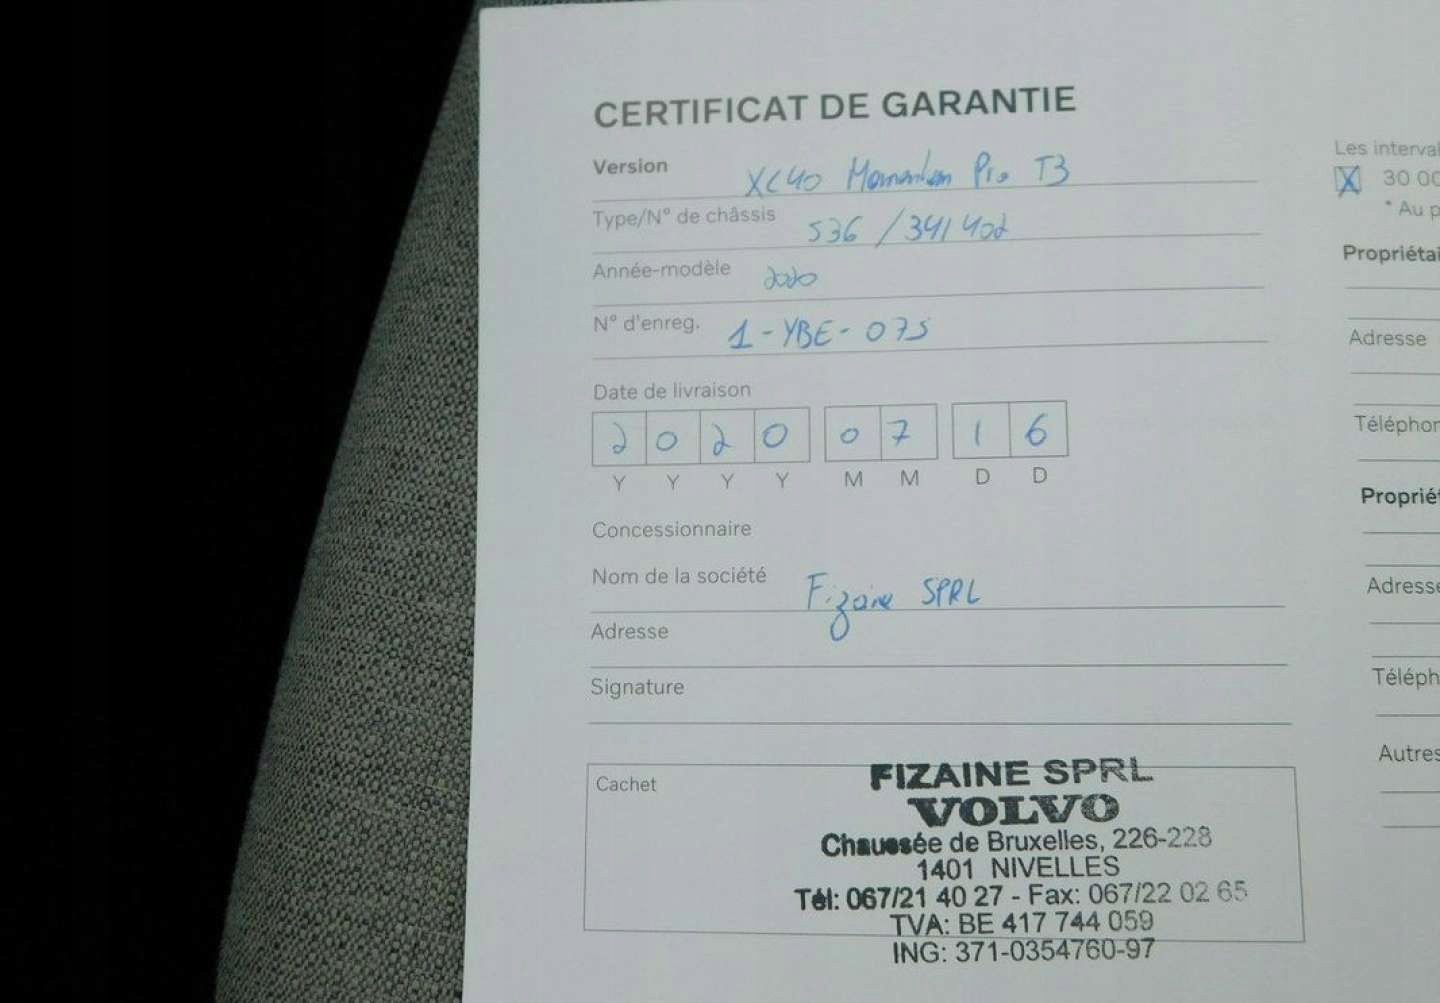 CERTIFICAT DE GARANTIE
Version XC40 Momentum Pro T3
Type/N° de châssis 536 / 341402
Année-modèle 2020
N° d'enreg. 1-YBE-075
Date de livraison
2 0 2 0 0 7 1 6
Y Y Y Y M M D D
Concessionnaire
Nom de la société Fizaine SPRL
Adresse
Signature
Cachet
FIZAINE SPRL
VOLVO
Chaussée de Bruxelles, 226-228
1401 NIVELLES
Tél: 067/21 40 27 - Fax: 067/22 02 65
TVA: BE 417 744 059
ING: 371-0354760-97
Les interval
X 30 00
* Au p
Propriétai
Adresse
Téléphon
Propriét
Adresse
Téléph
Autres